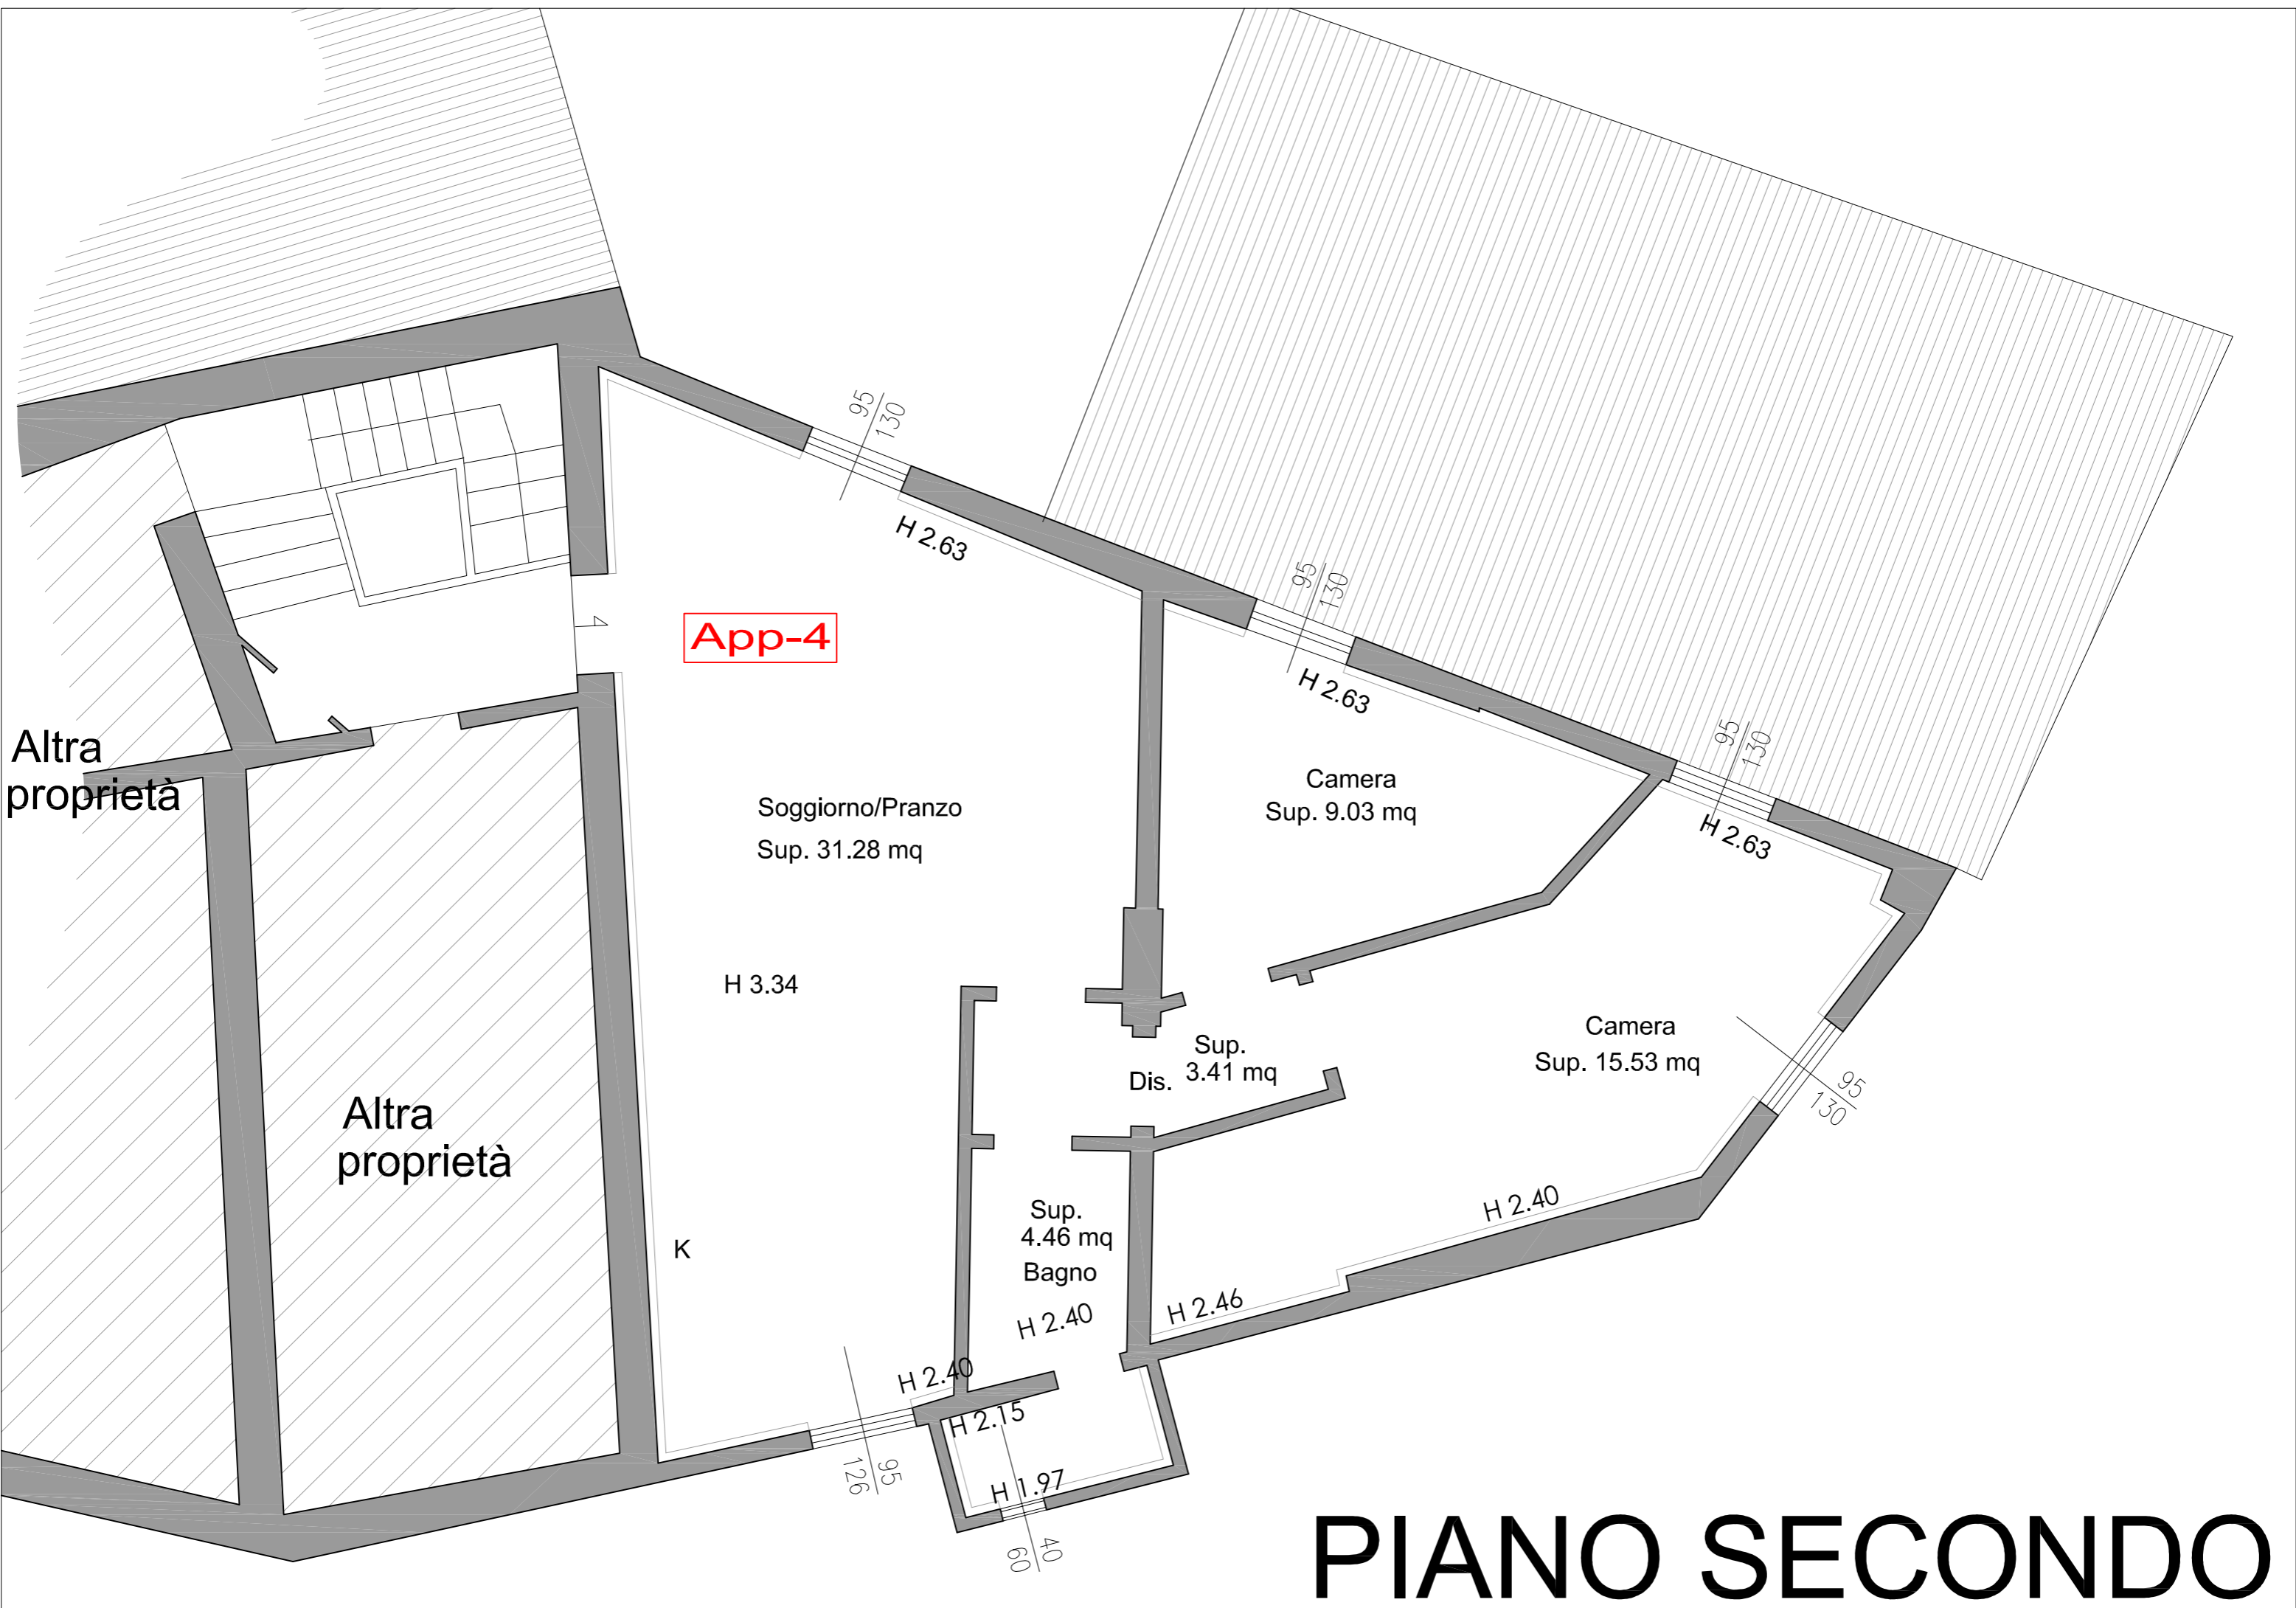 95
130
H 2.63
95
130
H 2.63
95
130
H 2.63
App-4
4
Altra
proprietà
Camera
Sup. 9.03 mq
Soggiorno/Pranzo
Sup. 31.28 mq
H 3.34
Camera
Sup. 15.53 mq
Sup.
3.41 mq
Dis.
95
130
Altra
proprietà
K
Sup.
4.46 mq
Bagno
H 2.40
H 2.40
H 2.46
H 2.40
H 2.15
95
126
H 1.97
40
60
PIANO SECONDO